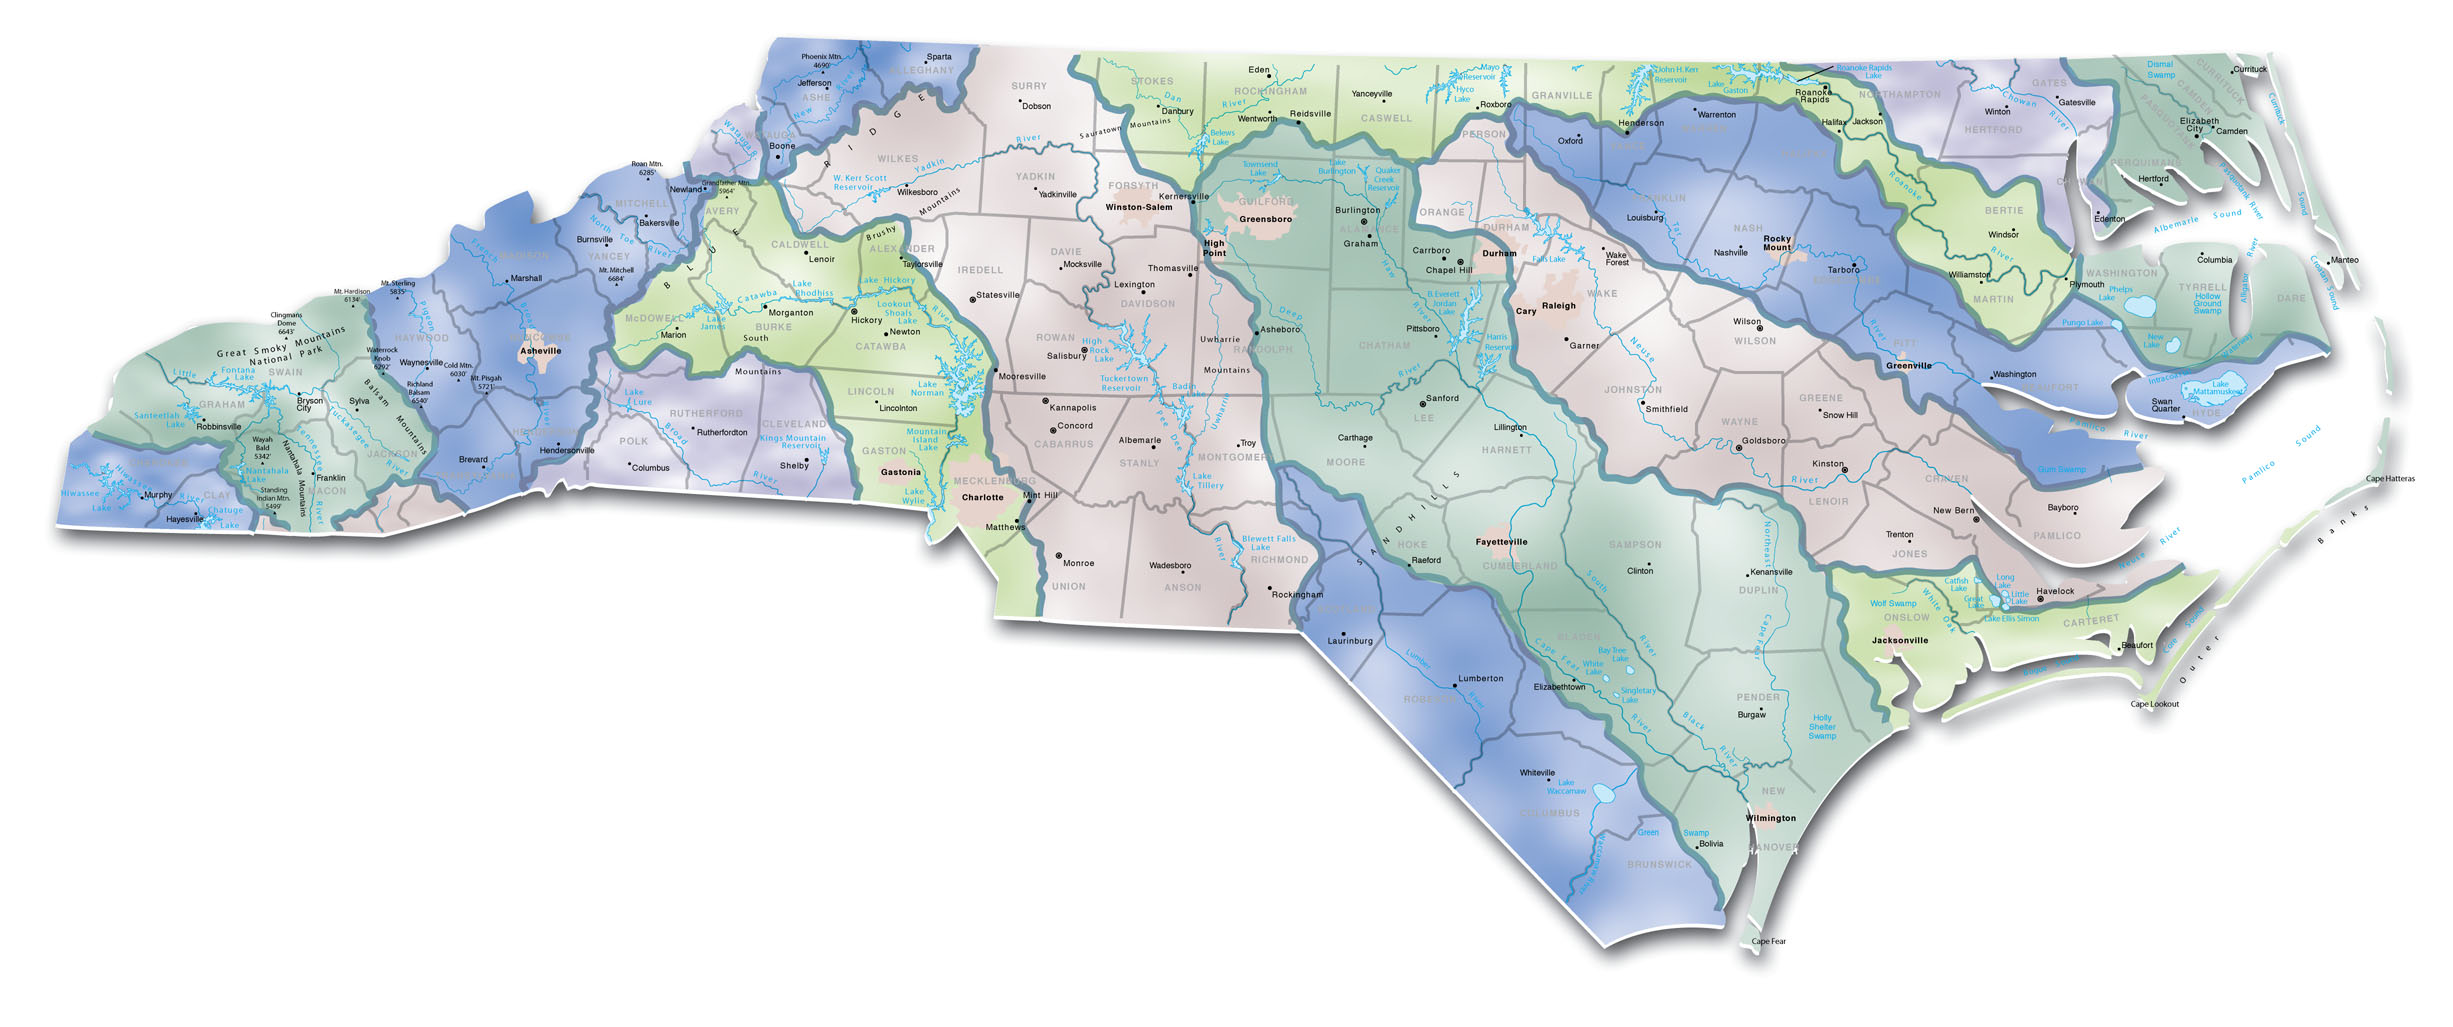 Phoenix Mtn.
4690'
Jefferson
ASHE
New River
Sparta
ALLEGHANY
WATAUGA
Watauga R.
Boone
Roan Mtn.
6285'
Newland
Grandfather Mtn.
5964'
MITCHELL
Bakersville
AVERY
North Toe
River
Burnsville
YANCEY
Mt. Mitchell
6684'
MADISON
French
Broad
River
Marshall
Mt. Sterling
5835'
Mt. Hardison
6134'
Pigeon
River
HAYWOOD
Waynesville
Cold Mtn.
6030'
Mt. Pisgah
5721'
Richland
Balsam
6540'
Waterrock
Knob
6292'
Asheville
Clingmans
Dome
6643'
Great Smoky Mountains
National Park
SWAIN
Little
Fontana
Lake
GRAHAM
Santeetlah
Lake
Robbinsville
Bryson
City
Sylva
Balsam Mountains
Tuckasegee
River
JACKSON
Wayah
Bald
5342'
Nantahala
Lake
Nantahala Mountains
Standing
Indian Mtn.
5499'
Tennessee
River
Franklin
MACON
Hiwassee
Lake
Hiwassee
River
Murphy
CLAY
Hayesville
Chatuge
Lake
Brevard
Hendersonville
HENDERSON
POLK
Columbus
Lake
Lure
Broad
River
RUTHERFORD
Rutherfordton
CLEVELAND
Kings Mountain
Reservoir
Shelby
BLUE RIDGE
McDOWELL
Marion
Lake
James
Catawba
Lake
Rhodhiss
Morganton
BURKE
South
Mountains
CALDWELL
Lenoir
ALEXANDER
Brushy
Mountains
Taylorsville
Lake Hickory
Lookout
Shoals
Lake
River
Hickory
Newton
CATAWBA
LINCOLN
Lincolnton
Lake
Norman
Mountain
Island
Lake
GASTON
Gastonia
Lake
Wylie
MECKLENBURG
Charlotte
Mint Hill
Matthews
WILKES
W. Kerr Scott
Reservoir
Wilkesboro
Yadkin
River
SURRY
Dobson
YADKIN
Yadkinville
Sauratown Mountains
IREDELL
Statesville
Mooresville
DAVIE
Mocksville
FORSYTH
Winston-Salem
Kernersville
Thomasville
Lexington
DAVIDSON
ROWAN
Salisbury
High
Rock
Lake
Tuckertown
Reservoir
Badin
Lake
Uwharrie
Mountains
Uwharrie
Pee Dee
River
Kannapolis
Concord
CABARRUS
Albemarle
STANLY
Troy
MONTGOMERY
Lake
Tillery
Blewett Falls
Lake
RICHMOND
Rockingham
Monroe
UNION
Wadesboro
ANSON
STOKES
Dan
River
Danbury
Eden
ROCKINGHAM
Wentworth
Reidsville
Belews
Lake
Yanceyville
CASWELL
Mayo
Reservoir
Hyco
Lake
Roxboro
PERSON
GRANVILLE
John H. Kerr
Reservoir
Henderson
Oxford
Lake
Gaston
Roanoke Rapids
Lake
Roanoke
Rapids
NORTHAMPTON
Halifax
Jackson
Warrenton
Townsend
Lake
Lake
Burlington
Quaker
Creek
Reservoir
GUILFORD
Greensboro
High
Point
Burlington
ALAMANCE
Graham
Haw
River
Deep
River
ORANGE
Carrboro
Chapel Hill
DURHAM
Durham
Falls Lake
Asheboro
RANDOLPH
CHATHAM
Pittsboro
B. Everett
Jordan
Lake
Harris
Reservoir
Sanford
LEE
Carthage
MOORE
Lillington
HARNETT
SANDHILLS
HOKE
Raeford
Fayetteville
CUMBERLAND
Laurinburg
Lumber
River
Lumberton
ROBESON
Whiteville
Lake
Waccamaw
COLUMBUS
Waccamaw River
Green Swamp
BRUNSWICK
Bolivia
BLADEN
Cape Fear
River
Elizabethtown
Bay Tree
Lake
White
Lake
Singletary
Lake
South
River
Black
River
SAMPSON
Clinton
Northeast
Cape Fear
River
Kenansville
DUPLIN
PENDER
Burgaw
Holly
Shelter
Swamp
NEW
HANOVER
Wilmington
Cape Fear
Wake
Forest
WAKE
Raleigh
Cary
Garner
Neuse
River
JOHNSTON
Smithfield
Wilson
WILSON
WAYNE
Goldsboro
GREENE
Snow Hill
Kinston
LENOIR
CRAVEN
New Bern
Trenton
JONES
Bayboro
PAMLICO
Neuse River
FRANKLIN
Louisburg
Tar
River
NASH
Nashville
Rocky
Mount
Tarboro
EDGECOMBE
PITT
Greenville
Washington
BEAUFORT
Pamlico River
Gum Swamp
Roanoke
River
BERTIE
Windsor
Williamston
MARTIN
Plymouth
GATES
Gatesville
Winton
Chowan
River
HERTFORD
CHOWAN
Edenton
Dismal
Swamp
CURRITUCK
Currituck
CAMDEN
Camden
PASQUOTANK
Elizabeth
City
Pasquotank River
PERQUIMANS
Hertford
Currituck
Sound
Albemarle Sound
WASHINGTON
Phelps
Lake
Pungo Lake
Columbia
TYRRELL
Hollow
Ground
Swamp
New
Lake
Alligator River
DARE
Manteo
Croatan Sound
Intracoastal
Waterway
Lake
Mattamuskeet
Swan
Quarter
HYDE
Pamlico Sound
Cape Hatteras
Outer Banks
Wolf Swamp
ONSLOW
White
Oak
Jacksonville
Catfish
Lake
Great
Lake
Long
Lake
Little
Lake
Lake Ellis Simon
Havelock
CARTERET
Beaufort
Bogue Sound
Core Sound
Cape Lookout